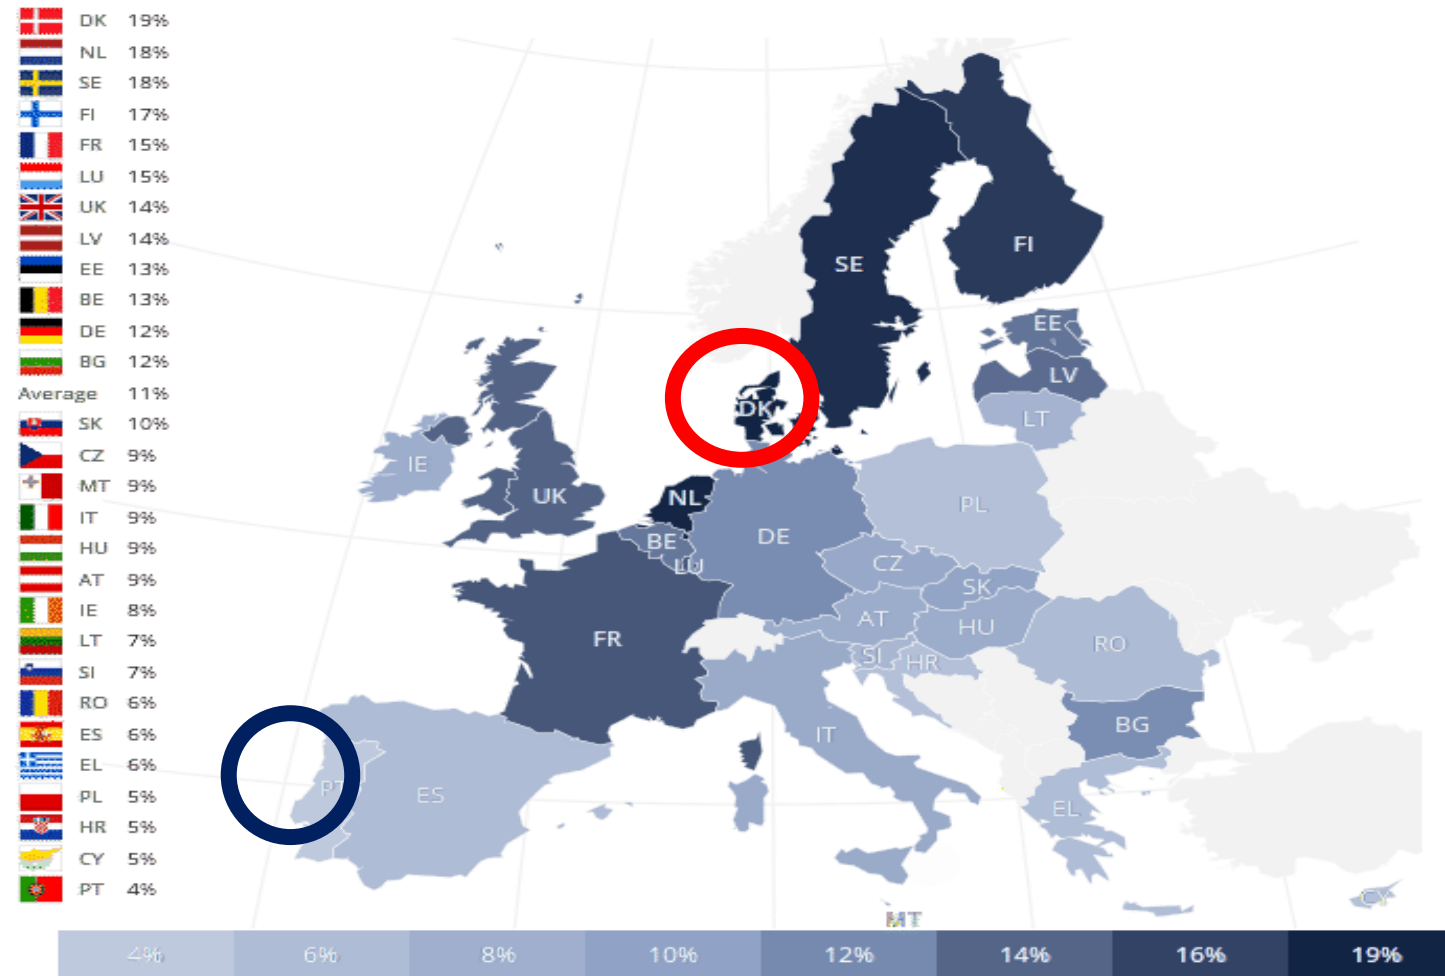 DK 19%
NL 18%
SE 18%
FI 17%
FR 15%
LU 15%
UK 14%
LV 14%
EE 13%
BE 13%
DE 12%
BG 12%
Average 11%
SK 10%
CZ 9%
MT 9%
IT 9%
HU 9%
AT 9%
IE 8%
LT 7%
SI 7%
RO 6%
ES 6%
EL 6%
PL 5%
HR 5%
CY 5%
PT 4%
FI
SE
EE
LV
DK
LT
IE
UK
NL
PL
BE
DE
LU
CZ
SK
AT
HU
FR
SI
HR
RO
BG
IT
PT
ES
EL
CY
MT
4% 6% 8% 10% 12% 14% 16% 19%